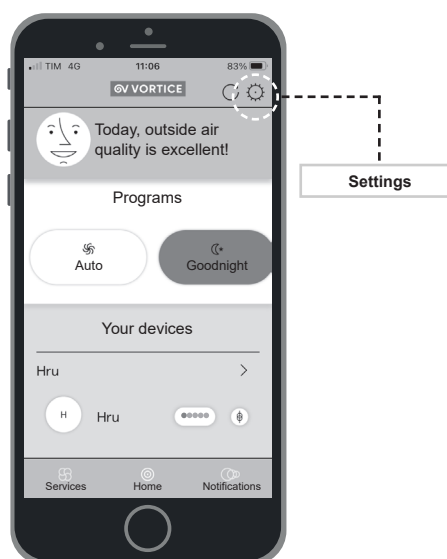 TIM 4G 11:06 83%
VORTICE
Today, outside air
quality is excellent!
Programs
Auto Goodnight
Your devices
Hru
H Hru
Services Home Notifications
Settings